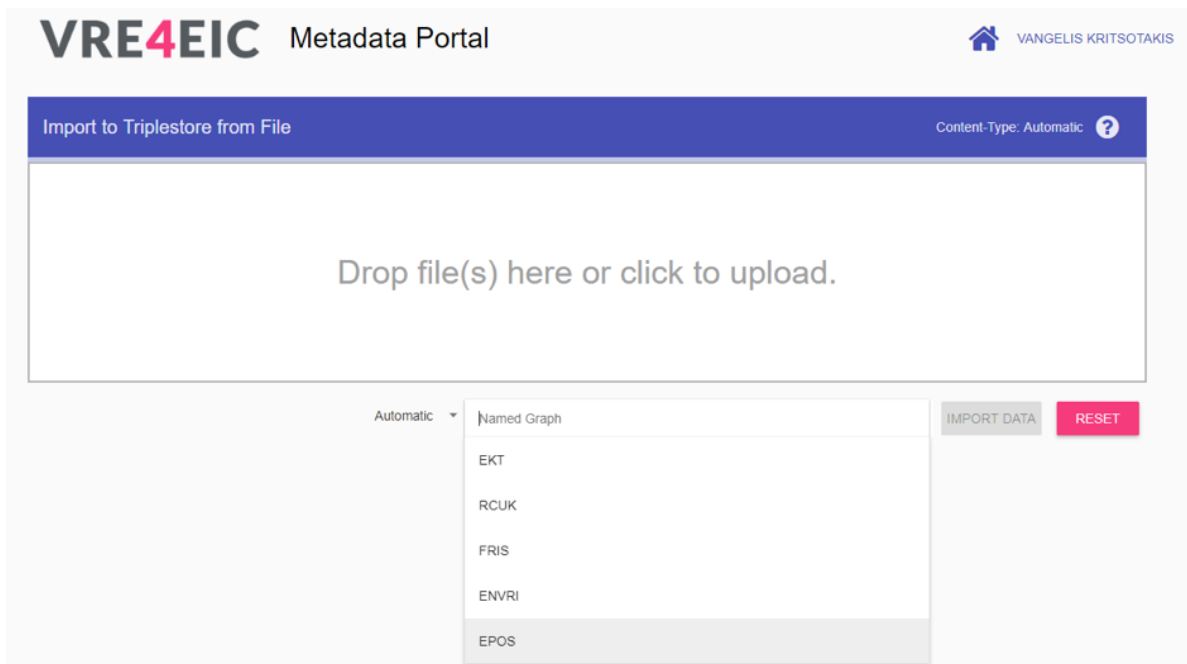 VRE4EIC Metadata Portal
VANGELIS KRITSOTAKIS
Import to Triplestore from File
Content-Type: Automatic ?
Drop file(s) here or click to upload.
Automatic
Named Graph
IMPORT DATA
RESET
EKT
RCUK
FRIS
ENVRI
EPOS